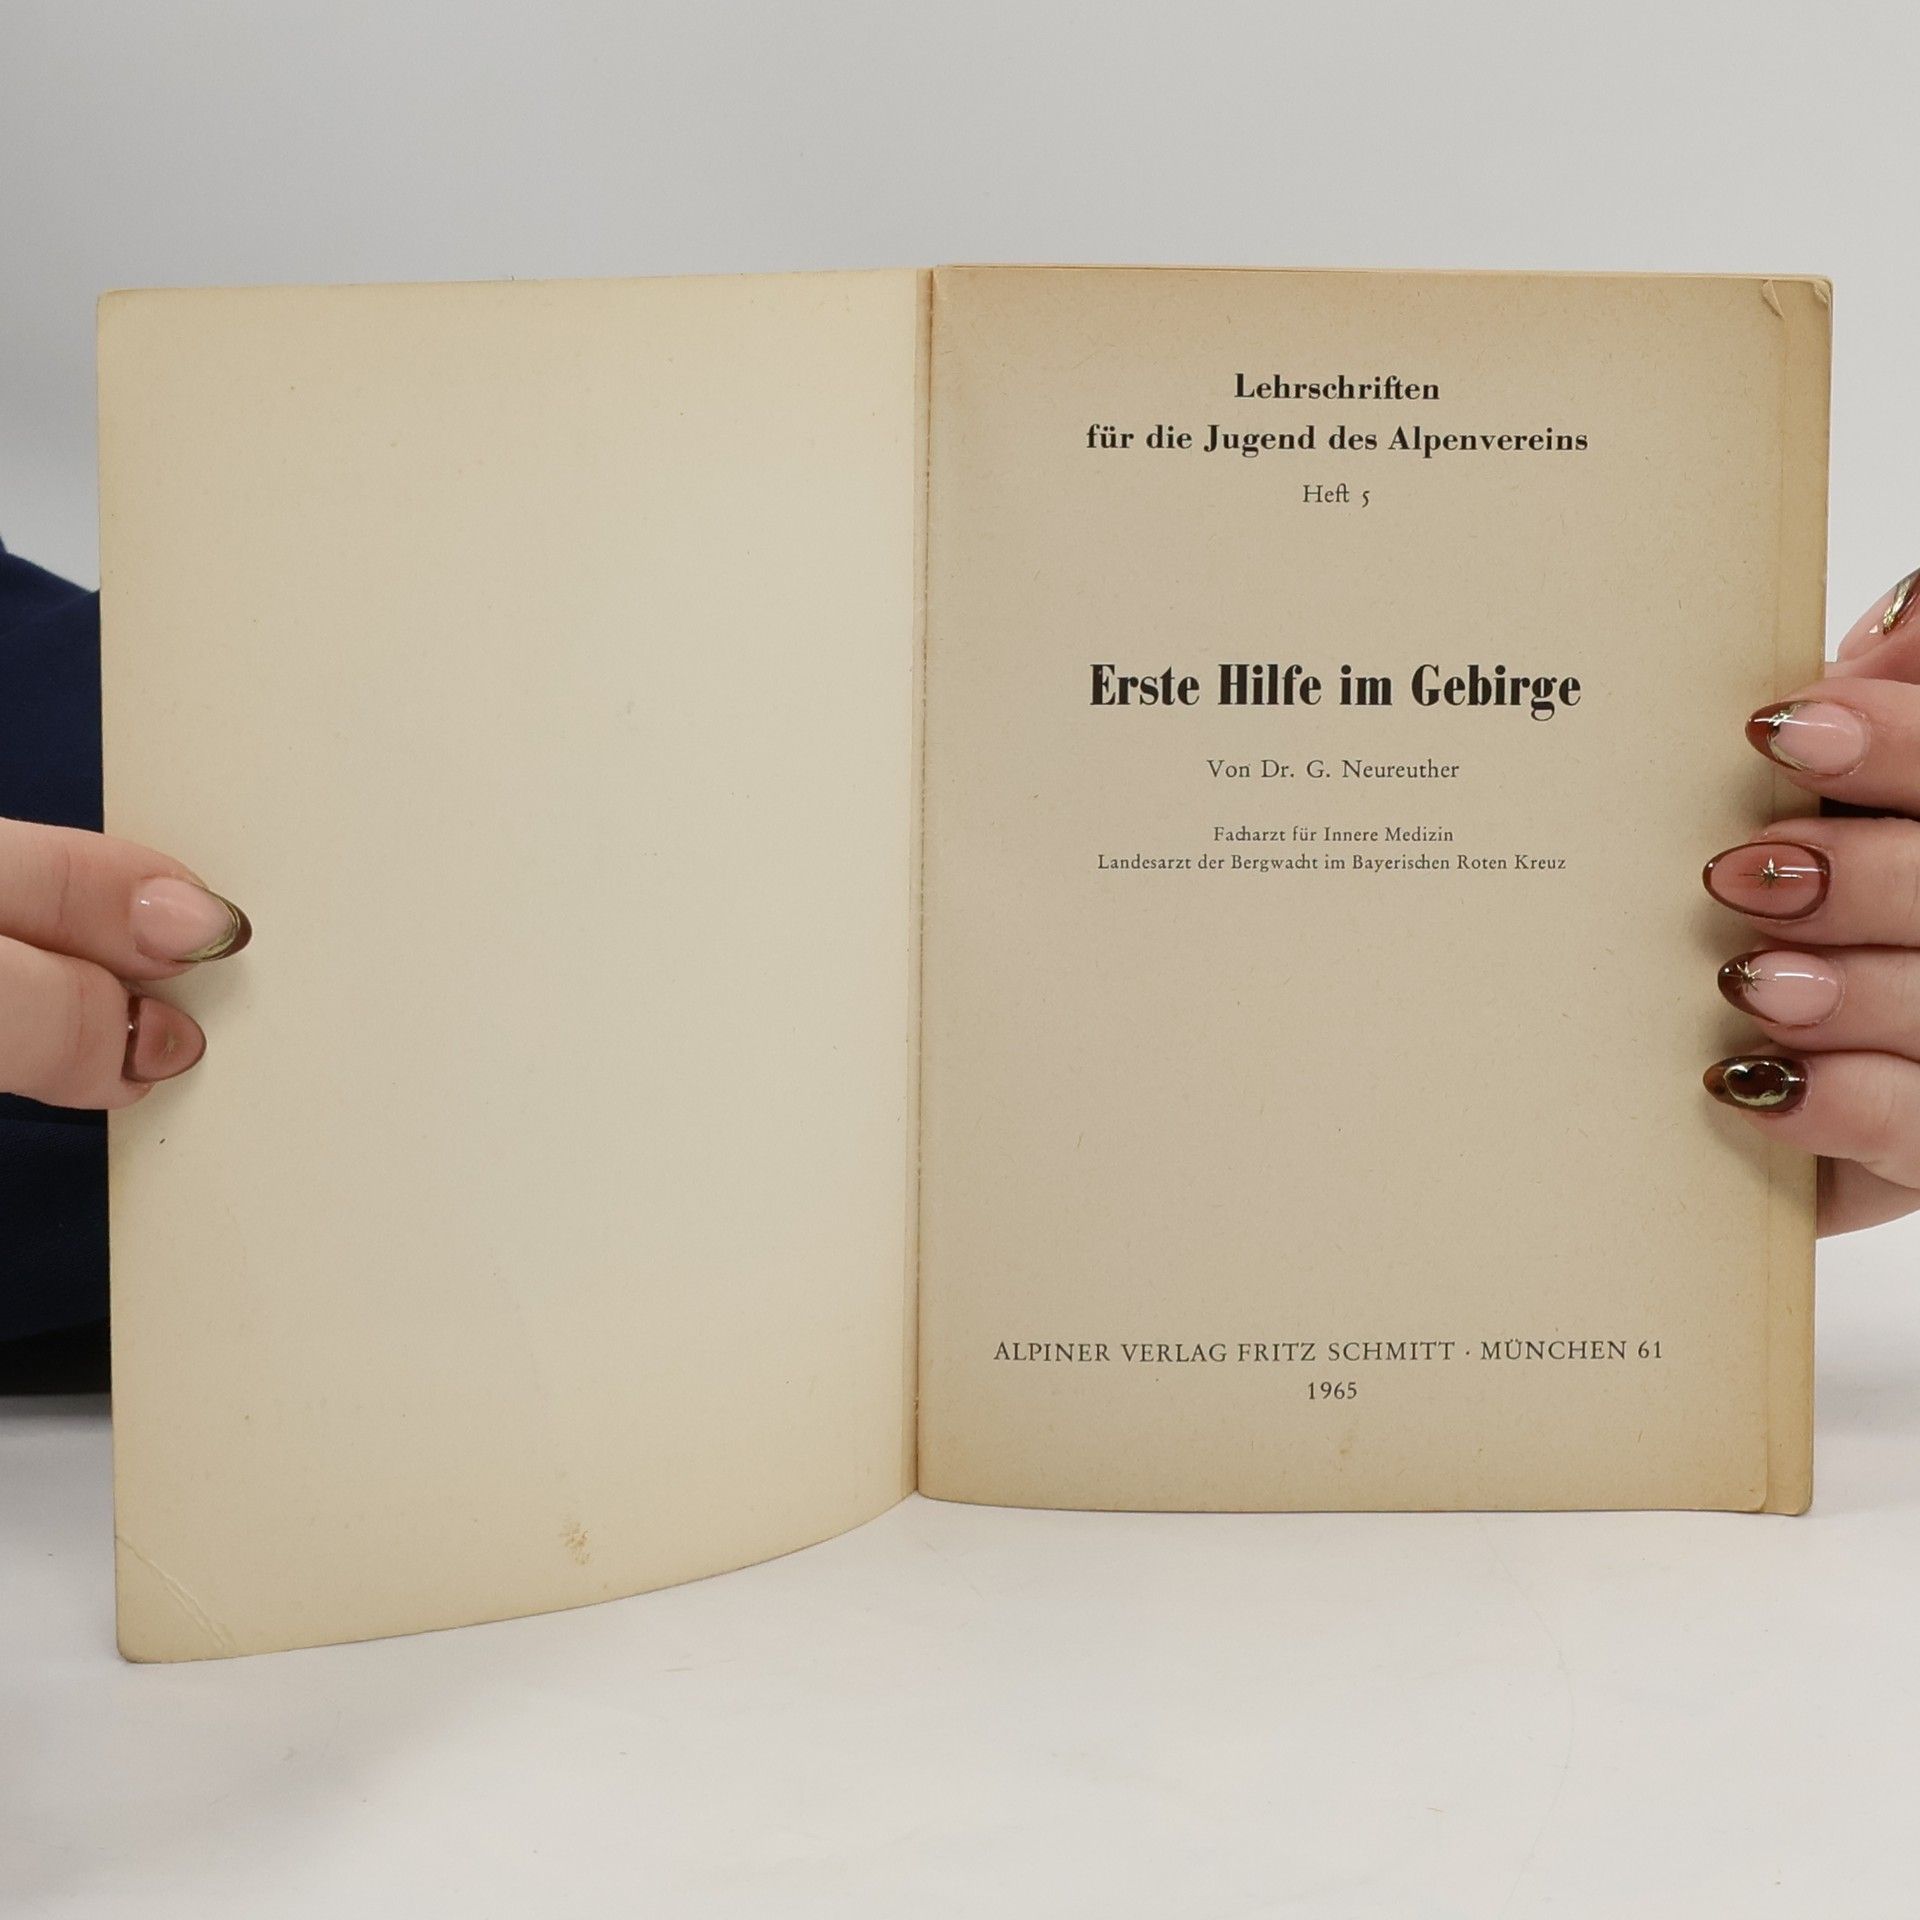 Lehrschriften
für die Jugend des Alpenvereins
Heft 5
Erste Hilfe im Gebirge
Von Dr. G. Neureuther
Facharzt für Innere Medizin
Landesarzt der Bergwacht im Bayerischen Roten Kreuz
ALPINER VERLAG FRITZ SCHMITT · MÜNCHEN 61
1965